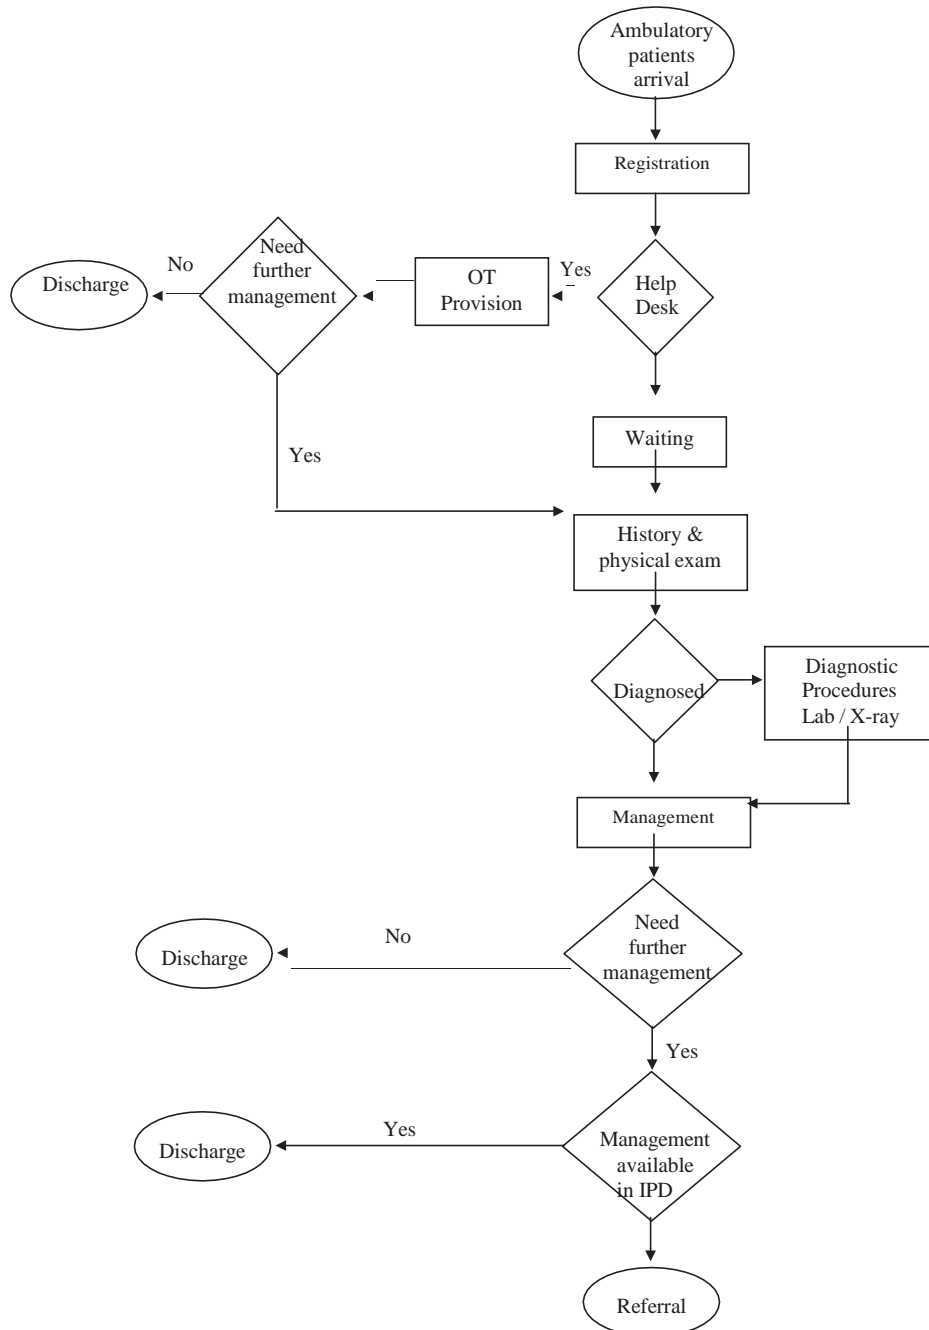 Ambulatory
patients
arrival
Registration
Need
further
management
No
Discharge
OT
Provision
Yes
Help
Desk
Waiting
Yes
History &
physical exam
Diagnosed
Diagnostic
Procedures
Lab / X-ray
Management
Need
further
management
No
Discharge
Yes
Management
available
in IPD
Yes
Discharge
Referral